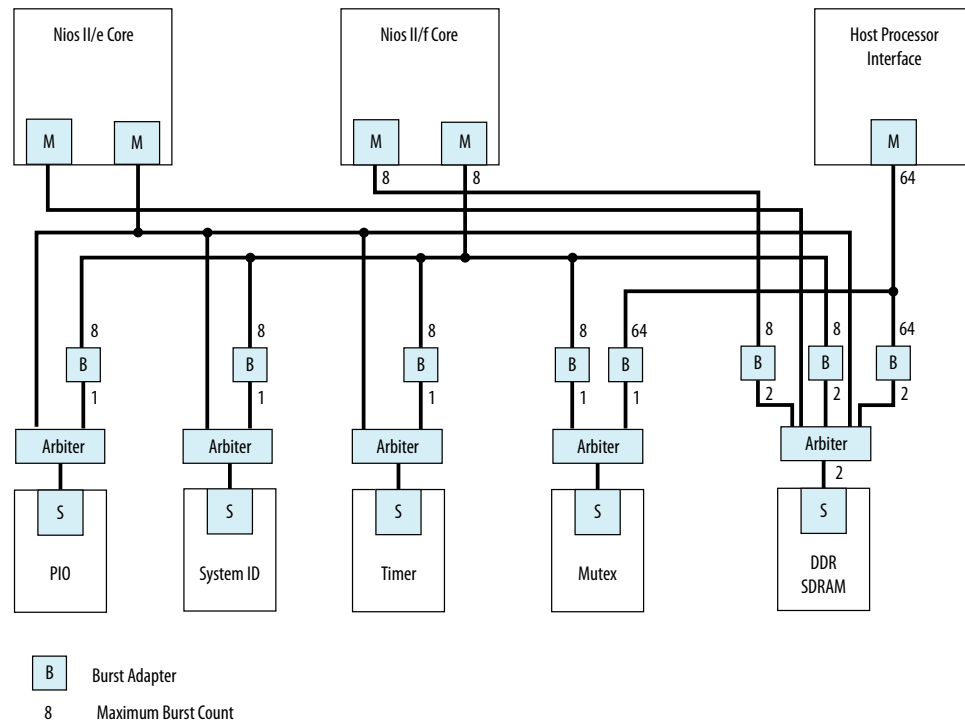 Nios II/e Core
Nios II/f Core
Host Processor
Interface
M
M
M
M
M
8
8
64
8
8
8
8
64
8
8
64
B
B
B
B
B
B
B
B
1
1
1
1
1
2
2
2
Arbiter
Arbiter
Arbiter
Arbiter
Arbiter
2
S
S
S
S
S
PIO
System ID
Timer
Mutex
DDR
SDRAM
B Burst Adapter
8 Maximum Burst Count